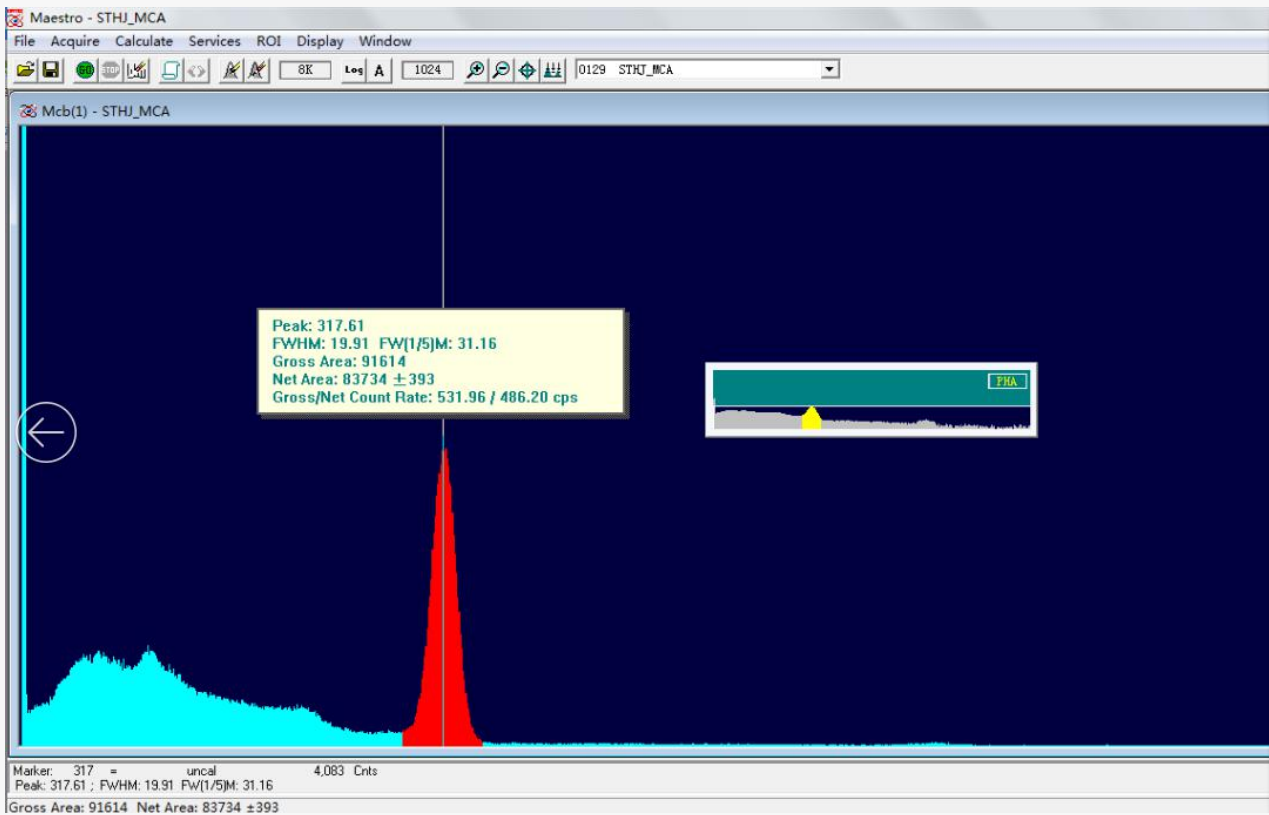 Maestro - STHJ_MCA
File Acquire Calculate Services ROI Display Window
GO STOP 8K Log A 1024 0129 STHJ_MCA
Mcb(1) - STHJ_MCA
Peak: 317.61
FWHM: 19.91 FW(1/5)M: 31.16
Gross Area: 91614
Net Area: 83734 ±393
Gross/Net Count Rate: 531.96 / 486.20 cps
PHA
Marker: 317 = uncal 4,083 Cnts
Peak: 317.61 ; FWHM: 19.91 FW(1/5)M: 31.16
Gross Area: 91614 Net Area: 83734 ±393